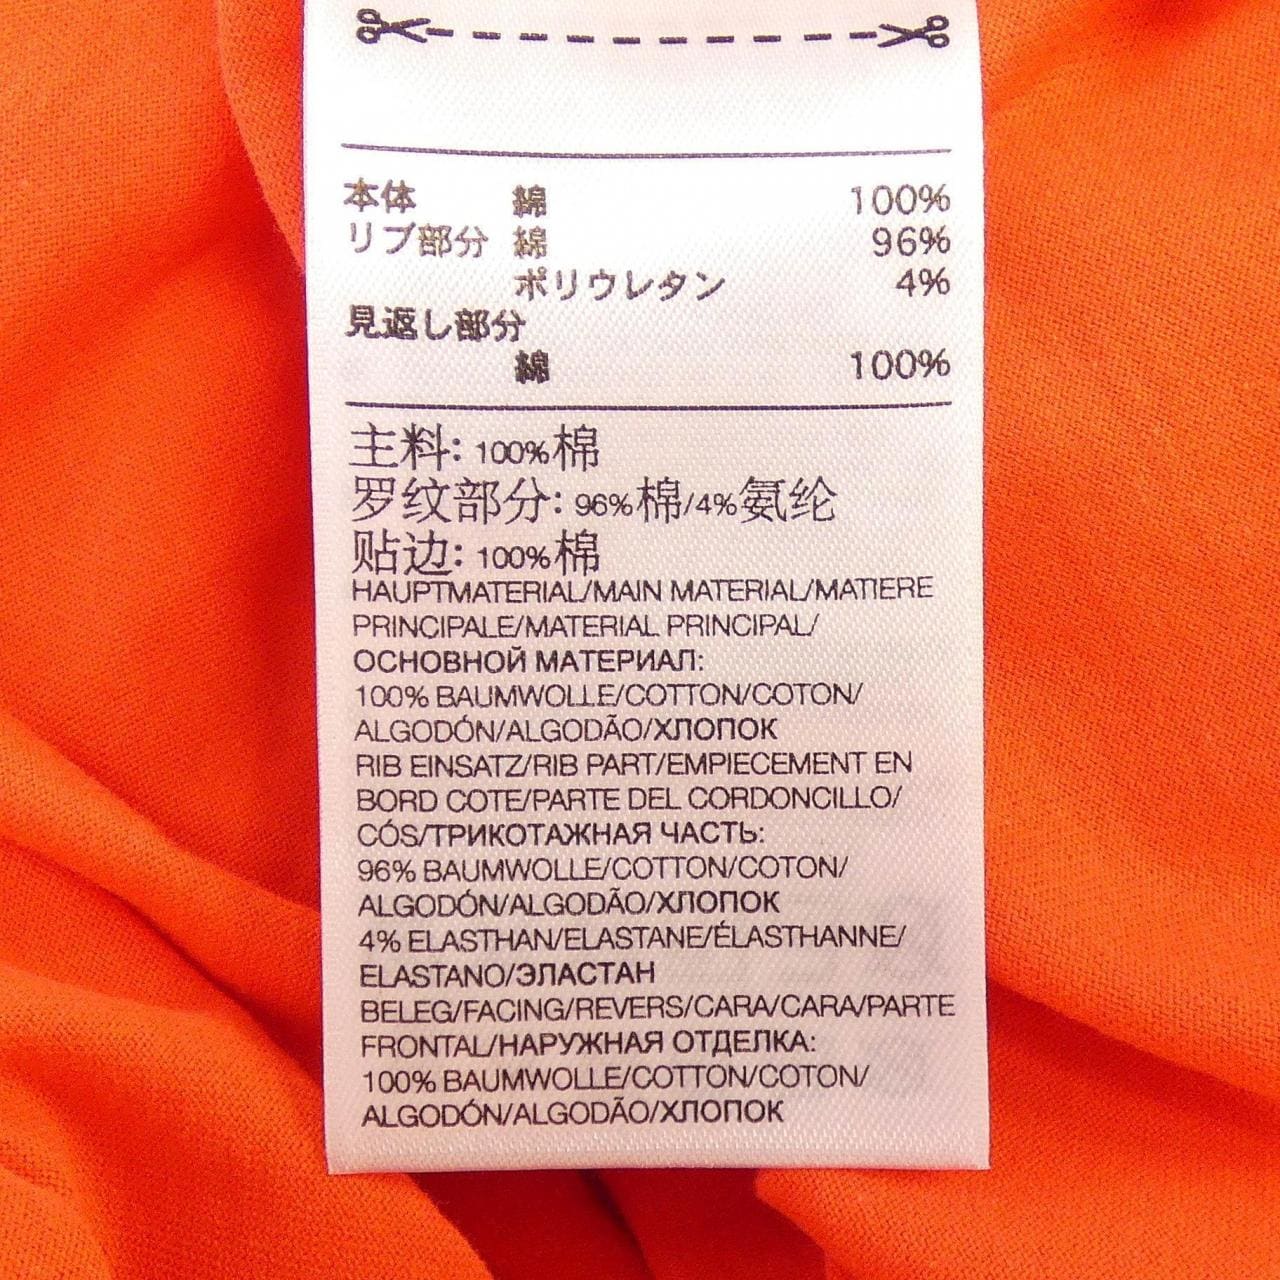 本体 綿 100%
リブ部分 綿 96%
ポリウレタン 4%
見返し部分
綿 100%
主料: 100%棉
罗纹部分: 96%棉/4%氨纶
贴边: 100%棉
HAUPTMATERIAL/MAIN MATERIAL/MATIERE
PRINCIPALE/MATERIAL PRINCIPAL/
ОСНОВНОЙ МАТЕРИАЛ:
100% BAUMWOLLE/COTTON/COTON/
ALGODÓN/ALGODÃO/ХЛОПОК
RIB EINSATZ/RIB PART/EMPIECEMENT EN
BORD COTE/PARTE DEL CORDONCILLO/
CÓS/ТРИКОТАЖНАЯ ЧАСТЬ:
96% BAUMWOLLE/COTTON/COTON/
ALGODÓN/ALGODÃO/ХЛОПОК
4% ELASTHAN/ELASTANE/ÉLASTHANNE/
ELASTANO/ЭЛАСТАН
BELEG/FACING/REVERS/CARA/CARA/PARTE
FRONTAL/НАРУЖНАЯ ОТДЕЛКА:
100% BAUMWOLLE/COTTON/COTON/
ALGODÓN/ALGODÃO/ХЛОПОК